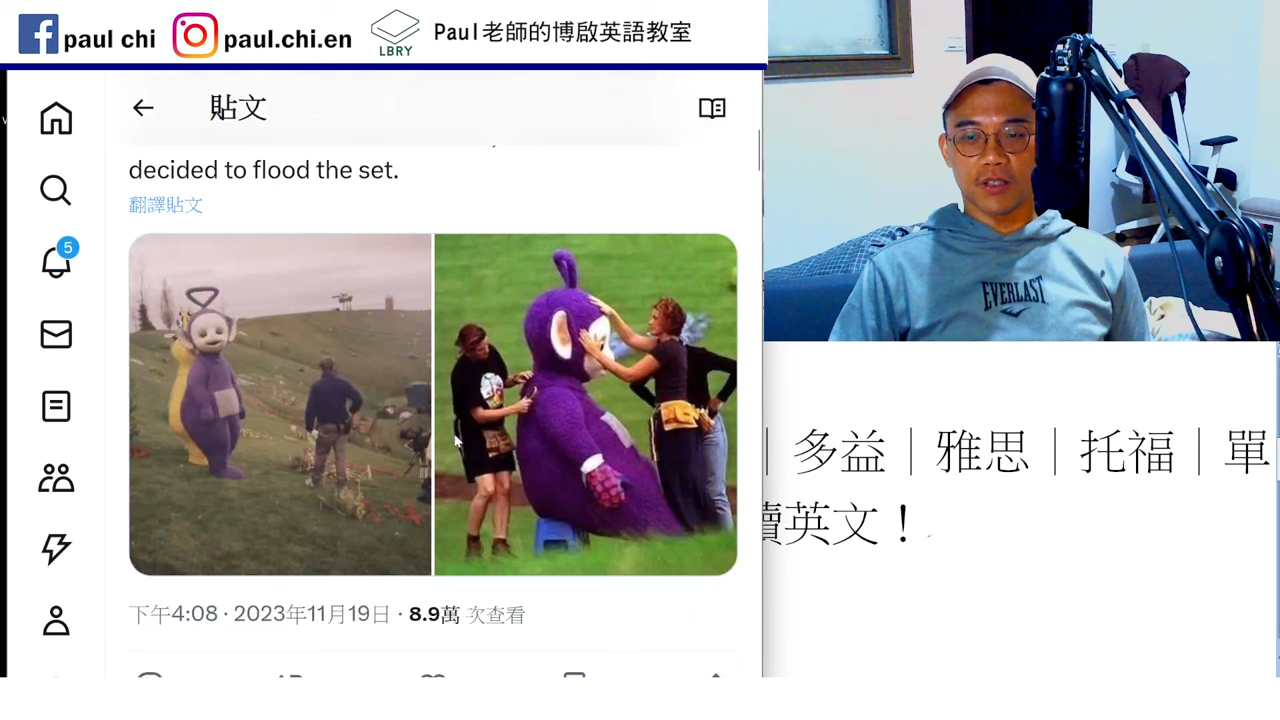 paul chi
paul.chi.en
LBRY
Paul老師的博啟英語教室
貼文
decided to flood the set.
翻譯貼文
5
下午4:08 · 2023年11月19日 · 8.9萬 次查看
EVERLAST
｜多益｜雅思｜托福｜單
讀英文！